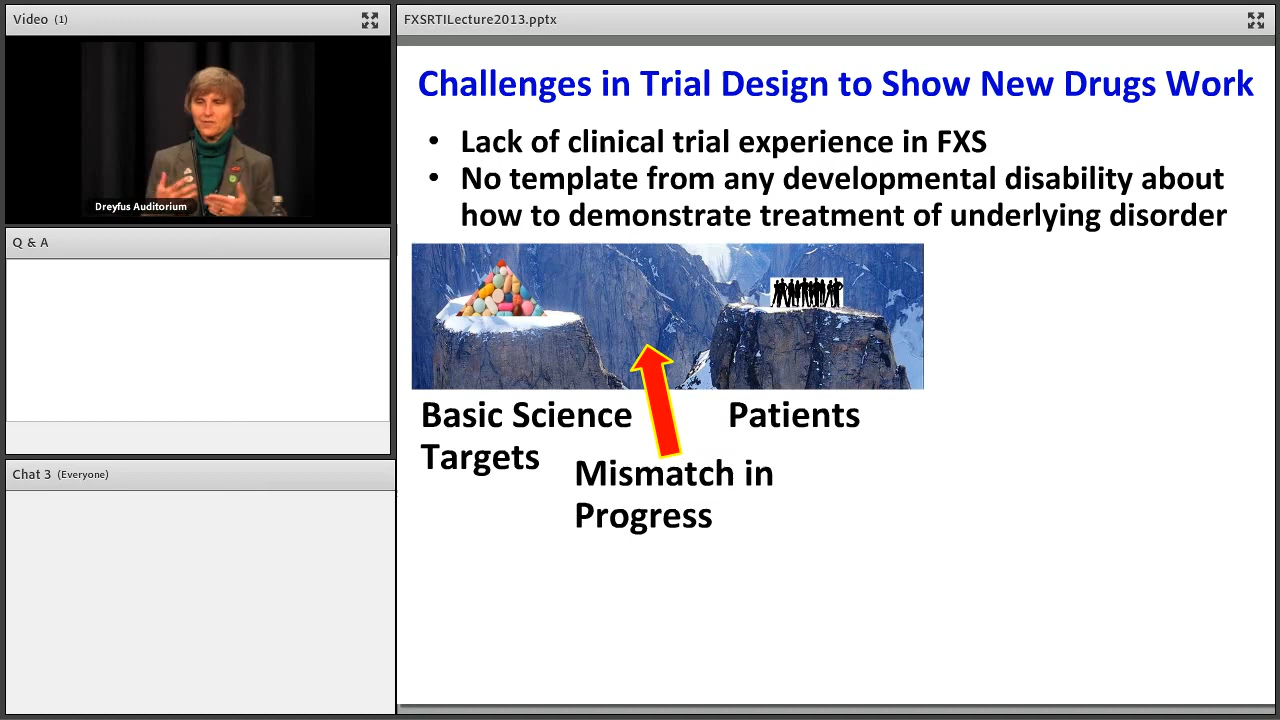 Video (1)
Dreyfus Auditorium
Q & A
Chat 3 (Everyone)
FXSRTILecture2013.pptx
Challenges in Trial Design to Show New Drugs Work
• Lack of clinical trial experience in FXS
• No template from any developmental disability about
how to demonstrate treatment of underlying disorder
Basic Science
Targets
Patients
Mismatch in
Progress